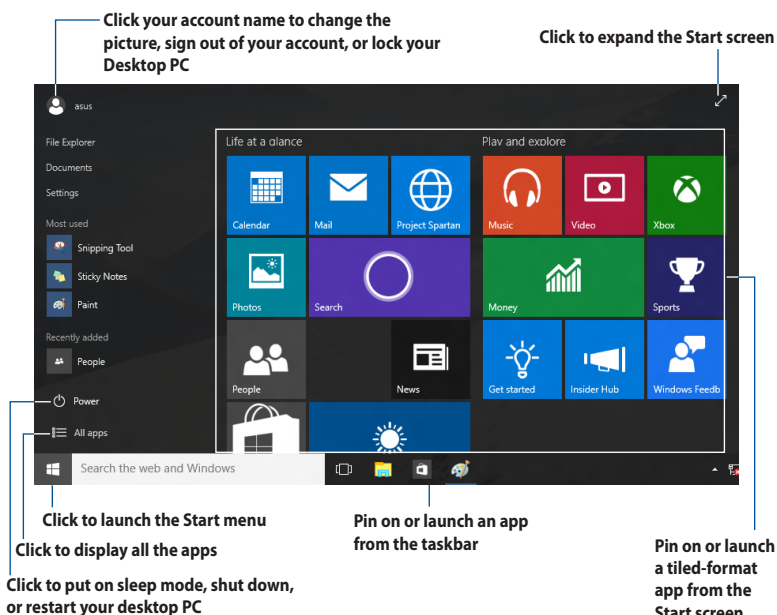 Click your account name to change the
picture, sign out of your account, or lock your
Desktop PC
Click to expand the Start screen
asus
File Explorer
Documents
Settings
Most used
Snipping Tool
Sticky Notes
Paint
Recently added
People
Power
All apps
Life at a glance
Play and explore
Calendar
Mail
Project Spartan
Music
Video
Xbox
Photos
Search
Money
Sports
People
News
Get started
Insider Hub
Windows Feedb
Search the web and Windows
Click to launch the Start menu
Click to display all the apps
Click to put on sleep mode, shut down,
or restart your desktop PC
Pin on or launch an app
from the taskbar
Pin on or launch
a tiled-format
app from the
Start screen